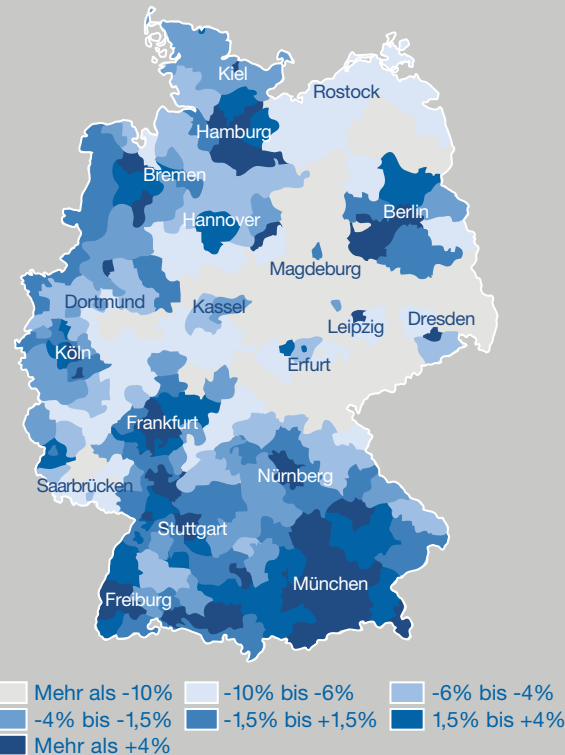 Kiel
Rostock
Hamburg
Bremen
Hannover
Berlin
Magdeburg
Dortmund
Kassel
Leipzig
Dresden
Köln
Erfurt
Frankfurt
Nürnberg
Saarbrücken
Stuttgart
München
Freiburg
Mehr als -10% -10% bis -6% -6% bis -4%
-4% bis -1,5% -1,5% bis +1,5% 1,5% bis +4%
Mehr als +4%